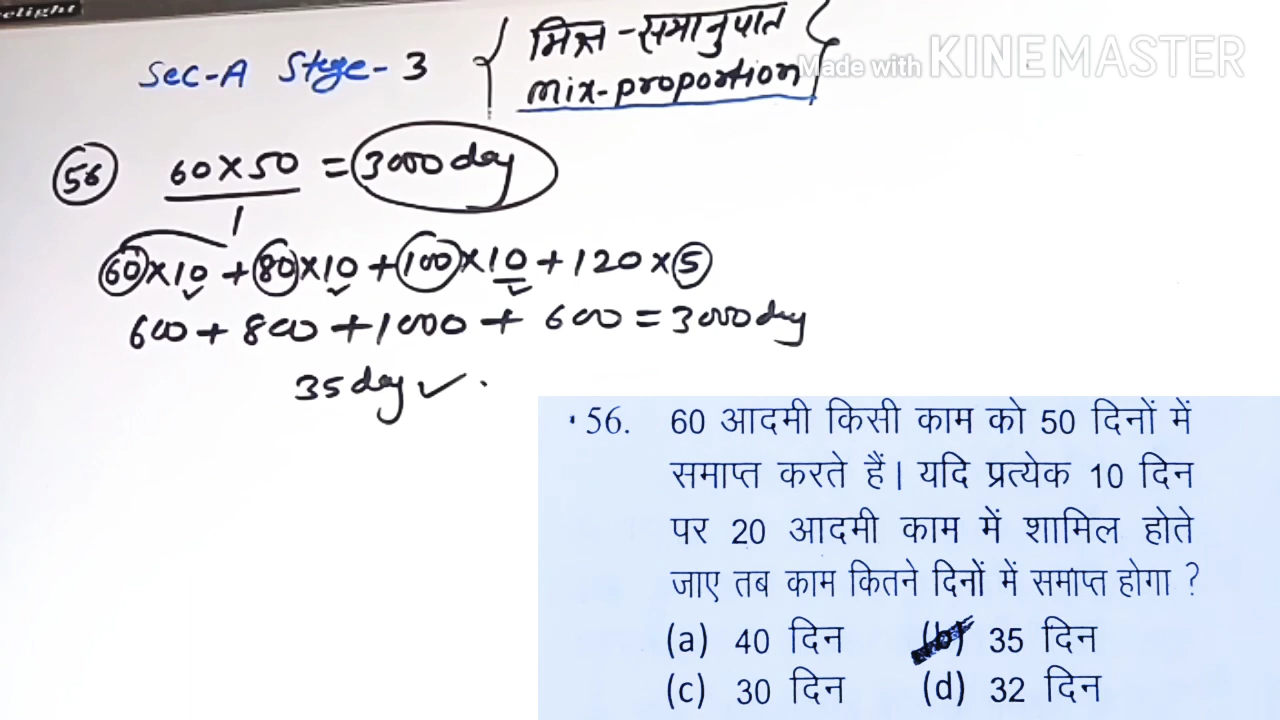 elight
Made with KINEMASTER
Sec-A Stage-3 { मिश्र-समानुपात }
mix-proportion
56 60×50 = 3000 day
1
60×10 + 80×10 + 100×10 + 120×5
600 + 800 + 1000 + 600 = 3000 day
35 day ✓.
56. 60 आदमी किसी काम को 50 दिनों में
समाप्त करते हैं। यदि प्रत्येक 10 दिन
पर 20 आदमी काम में शामिल होते
जाए तब काम कितने दिनों में समाप्त होगा ?
(a) 40 दिन (b) 35 दिन
(c) 30 दिन (d) 32 दिन